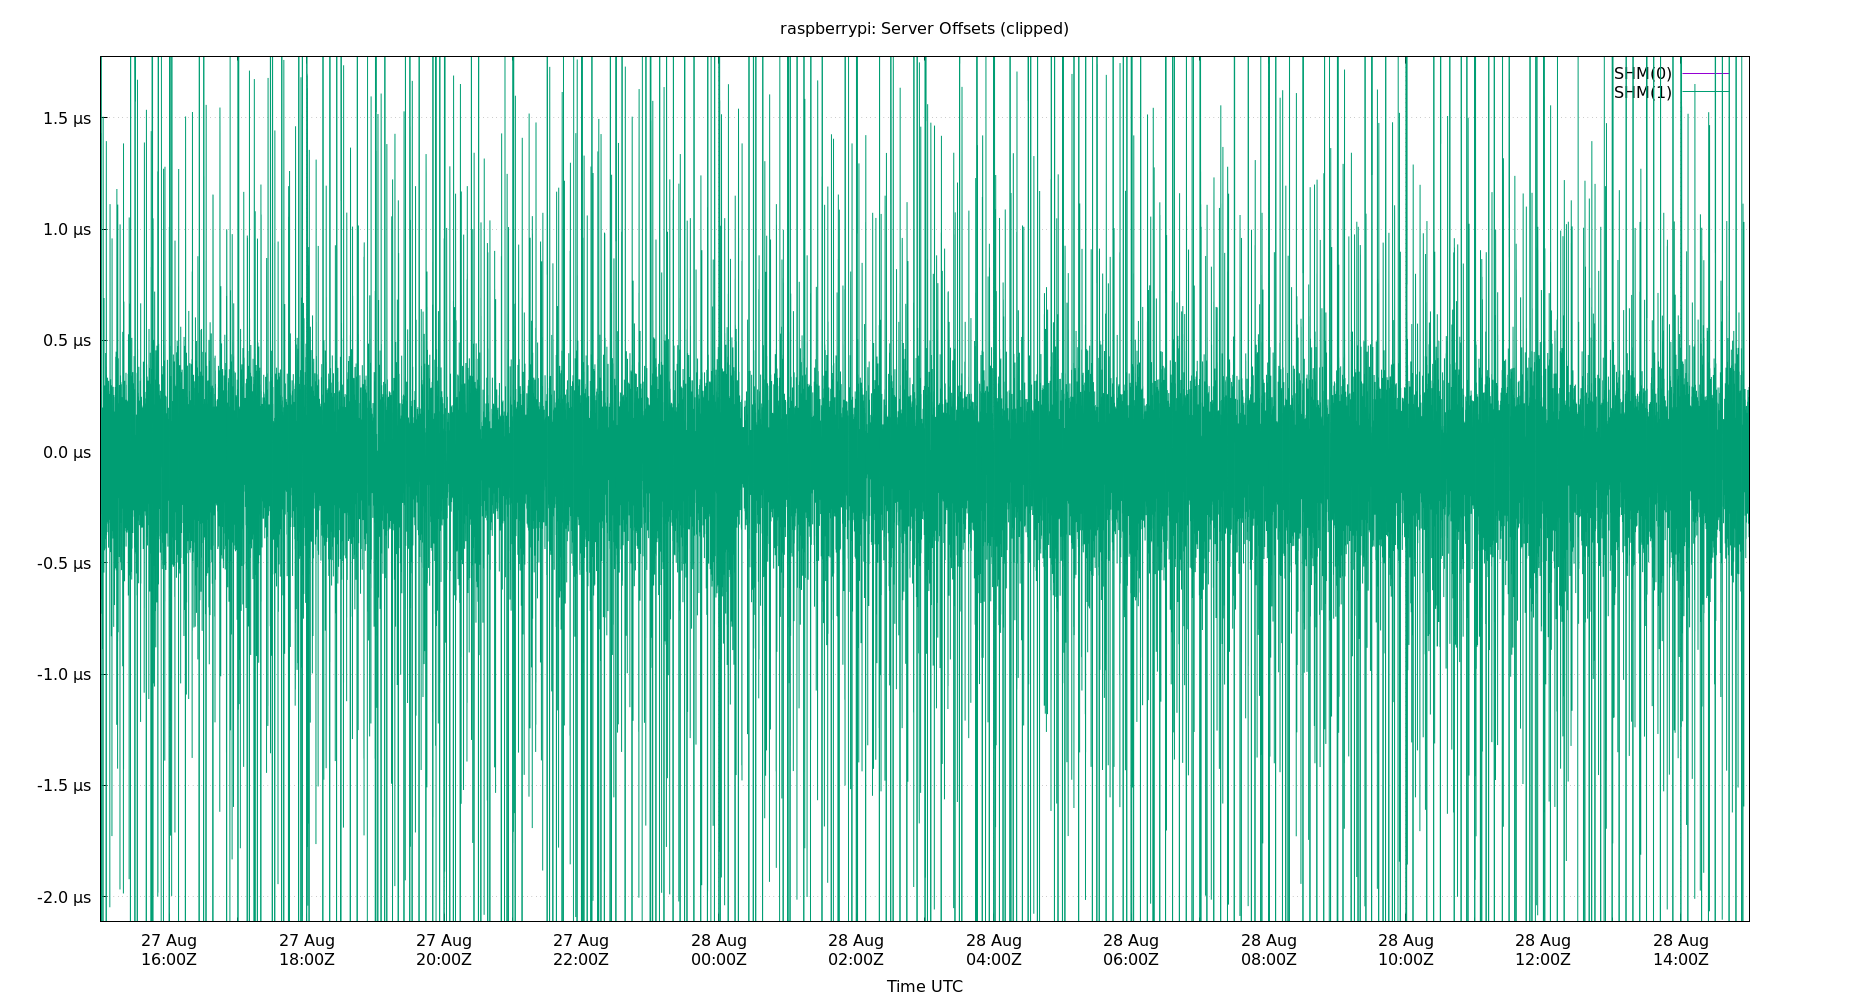 raspberrypi: Server Offsets (clipped)
SHM(0)
SHM(1)
1.5 µs
1.0 µs
0.5 µs
0.0 µs
-0.5 µs
-1.0 µs
-1.5 µs
-2.0 µs
27 Aug 27 Aug 27 Aug 27 Aug 28 Aug 28 Aug 28 Aug 28 Aug 28 Aug 28 Aug 28 Aug 28 Aug
16:00Z 18:00Z 20:00Z 22:00Z 00:00Z 02:00Z 04:00Z 06:00Z 08:00Z 10:00Z 12:00Z 14:00Z
Time UTC